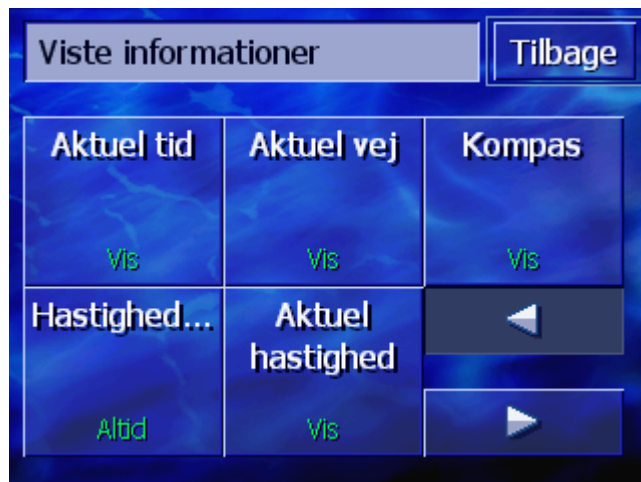 Viste informationer
Tilbage
Aktuel tid
Aktuel vej
Kompas
Vis
Vis
Vis
Hastighed...
Aktuel
hastighed
Altid
Vis